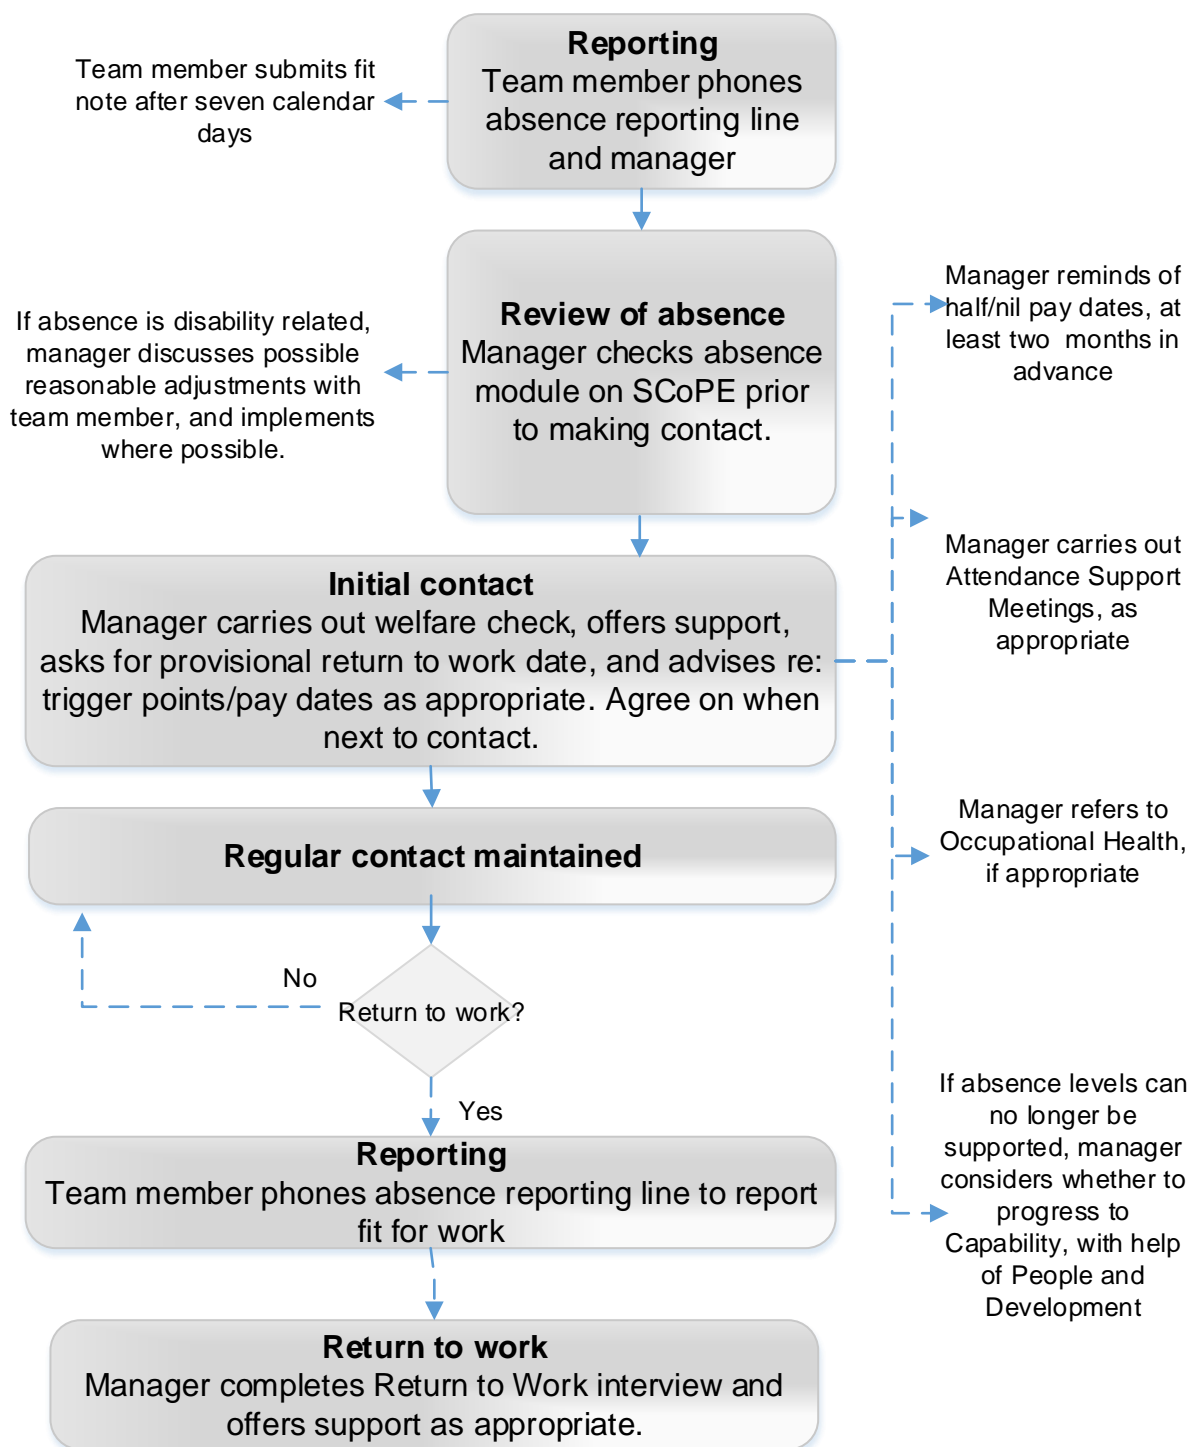 Reporting
Team member phones
absence reporting line
and manager
Team member submits fit
note after seven calendar
days
Review of absence
Manager checks absence
module on SCoPE prior
to making contact.
If absence is disability related,
manager discusses possible
reasonable adjustments with
team member, and implements
where possible.
Manager reminds of
half/nil pay dates, at
least two months in
advance
Initial contact
Manager carries out welfare check, offers support,
asks for provisional return to work date, and advises re:
trigger points/pay dates as appropriate. Agree on when
next to contact.
Manager carries out
Attendance Support
Meetings, as
appropriate
Regular contact maintained
Manager refers to
Occupational Health,
if appropriate
No
Return to work?
Yes
If absence levels can
no longer be
supported, manager
considers whether to
progress to
Capability, with help
of People and
Development
Reporting
Team member phones absence reporting line to report
fit for work
Return to work
Manager completes Return to Work interview and
offers support as appropriate.